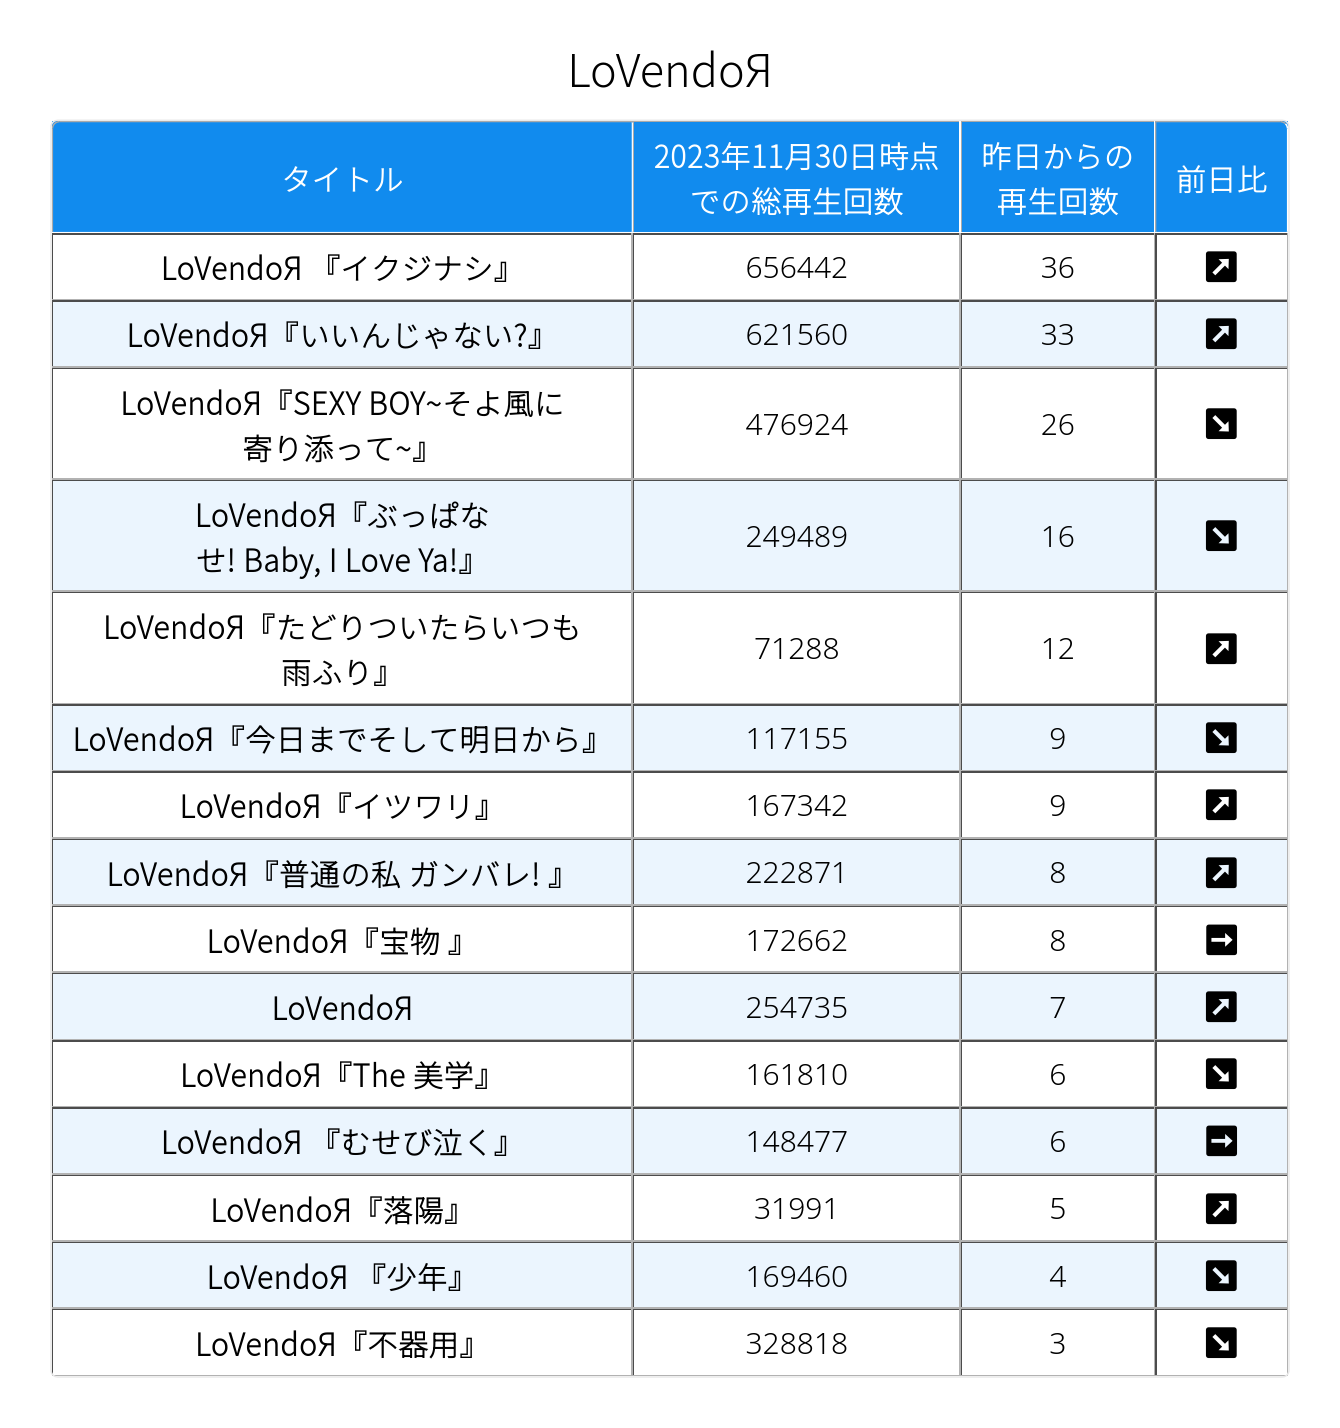 LoVendoЯ
タイトル
2023年11月30日時点
での総再生回数
昨日からの
再生回数
前日比
LoVendoЯ 『イクジナシ』
656442
36
↗
LoVendoЯ『いいんじゃない?』
621560
33
↗
LoVendoЯ『SEXY BOY~そよ風に
寄り添って~』
476924
26
↘
LoVendoЯ『ぶっぱな
せ! Baby, I Love Ya!』
249489
16
↘
LoVendoЯ『たどりついたらいつも
雨ふり』
71288
12
↗
LoVendoЯ『今日までそして明日から』
117155
9
↘
LoVendoЯ『イツワリ』
167342
9
↗
LoVendoЯ『普通の私 ガンバレ! 』
222871
8
↗
LoVendoЯ『宝物 』
172662
8
→
LoVendoЯ
254735
7
↗
LoVendoЯ『The 美学』
161810
6
↘
LoVendoЯ 『むせび泣く』
148477
6
→
LoVendoЯ『落陽』
31991
5
↗
LoVendoЯ 『少年』
169460
4
↘
LoVendoЯ『不器用』
328818
3
↘